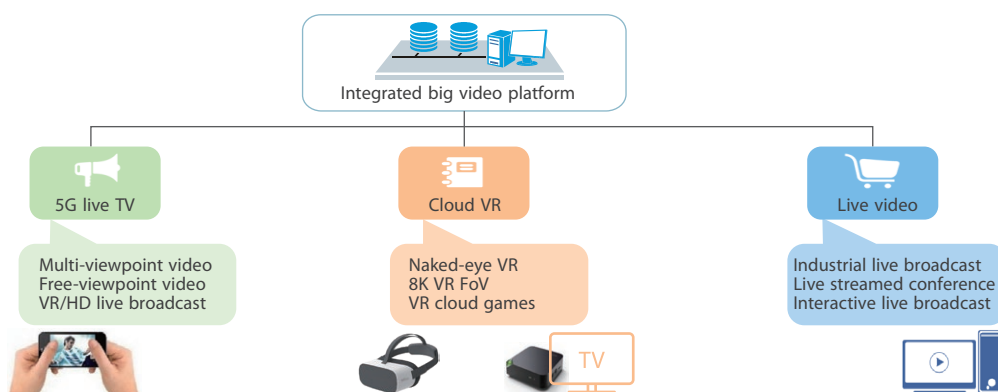 Integrated big video platform
5G live TV
Cloud VR
Live video
Multi-viewpoint video
Free-viewpoint video
VR/HD live broadcast
Naked-eye VR
8K VR FoV
VR cloud games
Industrial live broadcast
Live streamed conference
Interactive live broadcast
TV